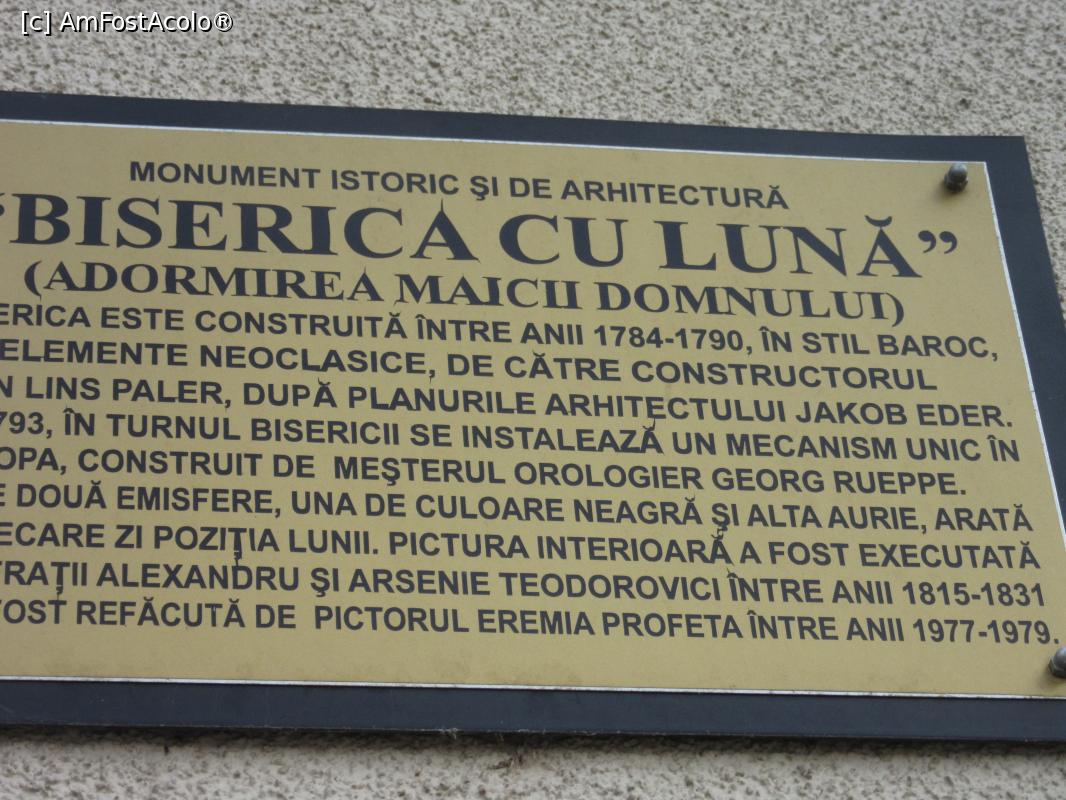 [c] AmFostAcolo®
MONUMENT ISTORIC ŞI DE ARHITECTURĂ
“BISERICA CU LUNĂ”
(ADORMIREA MAICII DOMNULUI)
ERICA ESTE CONSTRUITĂ ÎNTRE ANII 1784-1790, ÎN STIL BAROC,
ELEMENTE NEOCLASICE, DE CĂTRE CONSTRUCTORUL
N LINS PALER, DUPĂ PLANURILE ARHIŢECTULUI JAKOB EDER.
793, ÎN TURNUL BISERICII SE INSTALEAZĂ UN MECANISM UNIC ÎN
OPA, CONSTRUIT DE MEŞTERUL OROLOGIER GEORG RUEPPE.
E DOUĂ EMISFERE, UNA DE CULOARE NEAGRĂ ŞI ALTA AURIE, ARATĂ
ECARE ZI POZIŢIA LUNII. PICTURA INTERIOARĂ A FOST EXECUTATĂ
FRAŢII ALEXANDRU ŞI ARSENIE TEODOROVICI ÎNTRE ANII 1815-1831
FOST REFĂCUTĂ DE PICTORUL EREMIA PROFETA ÎNTRE ANII 1977-1979.